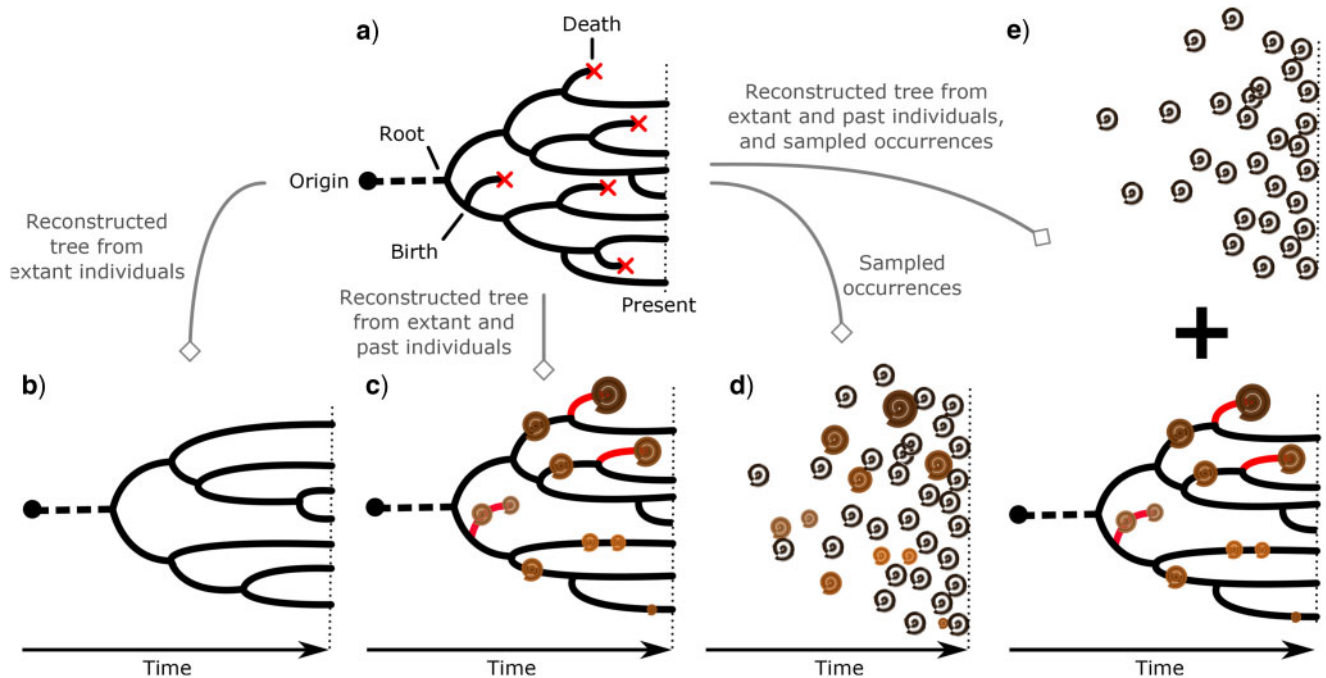 a)
Death
Root
Origin
Birth
Present
Reconstructed
tree from
extant individuals
Reconstructed tree
from extant and
past individuals
Reconstructed tree from
extant and past individuals,
and sampled occurrences
Sampled
occurrences
e)
b)
c)
d)
Time
Time
Time
Time